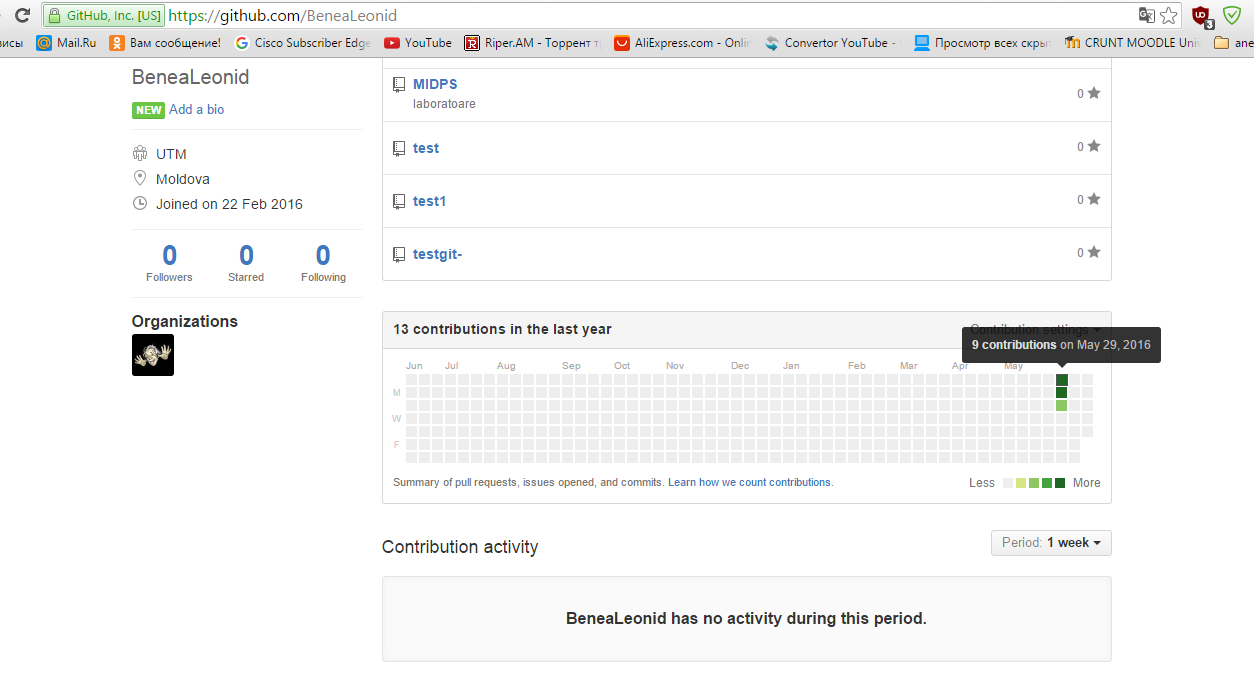 GitHub, Inc. [US] https://github.com/BeneaLeonid
3
Mail.Ru Вам сообщение! Cisco Subscriber Edge YouTube Riper.AM - Торрент AliExpress.com - Onli Convertor YouTube - Просмотр всех скры CRUNT MOODLE Uni
BeneaLeonid
NEW Add a bio
UTM
Moldova
Joined on 22 Feb 2016
0 0 0
Followers Starred Following
Organizations
MIDPS 0
laboratoare
test 0
test1 0
testgit- 0
13 contributions in the last year
Contribution settings
9 contributions on May 29, 2016
Jun Jul Aug Sep Oct Nov Dec Jan Feb Mar Apr May
M
W
F
Summary of pull requests, issues opened, and commits. Learn how we count contributions. Less More
Contribution activity Period: 1 week
BeneaLeonid has no activity during this period.